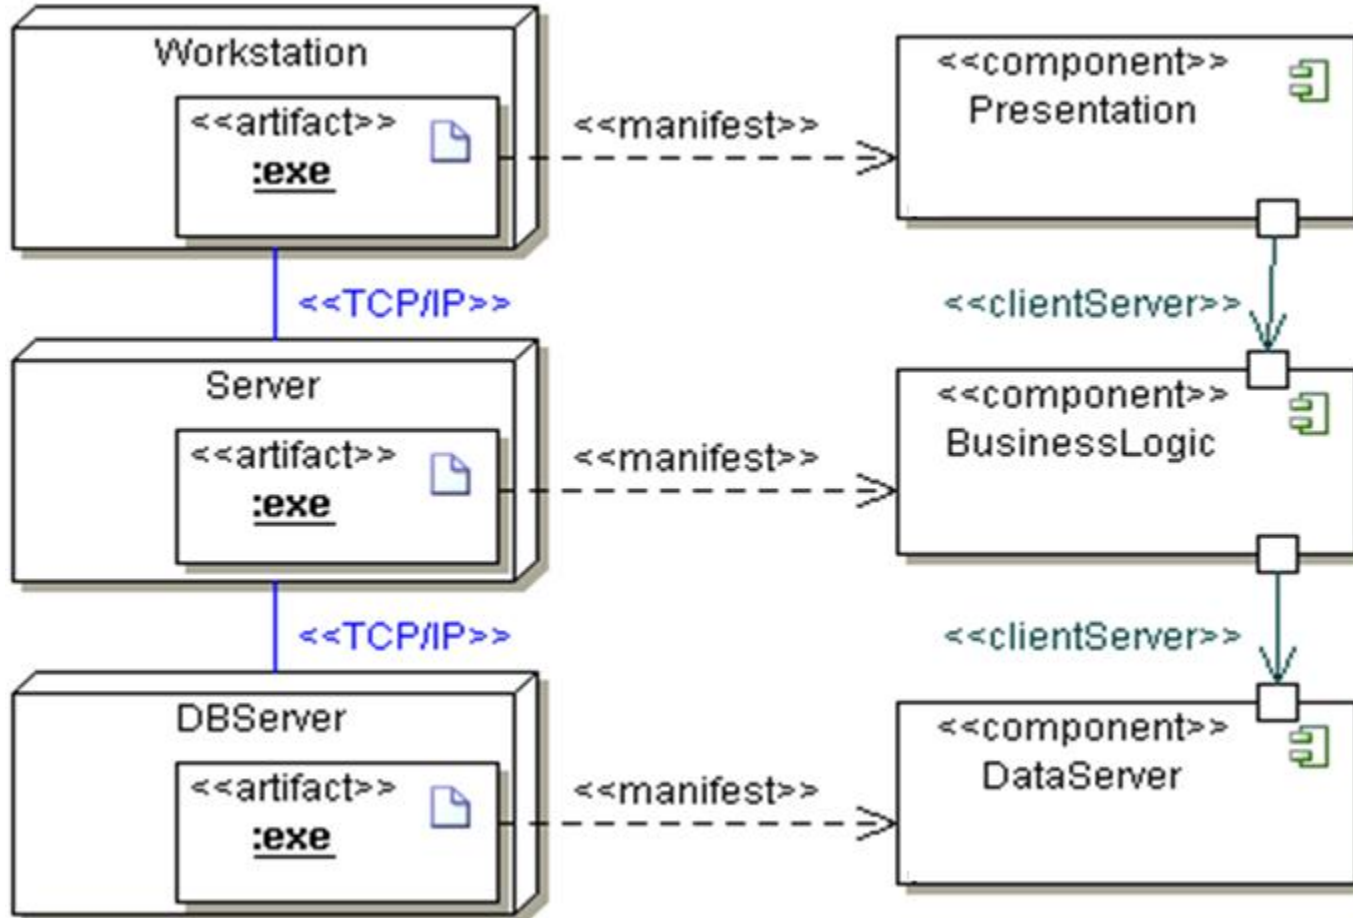 Workstation
<<artifact>>
:exe
<<manifest>>
<<component>>
Presentation
<<TCP/IP>>
<<clientServer>>
Server
<<artifact>>
:exe
<<manifest>>
<<component>>
BusinessLogic
<<TCP/IP>>
<<clientServer>>
DBServer
<<artifact>>
:exe
<<manifest>>
<<component>>
DataServer